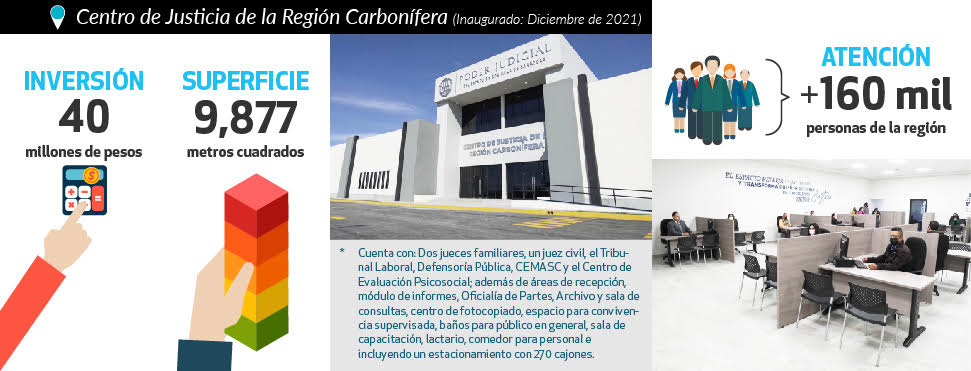 Centro de Justicia de la Región Carbonífera (Inaugurado: Diciembre de 2021)
INVERSIÓN
40
millones de pesos
SUPERFICIE
9,877
metros cuadrados
PODER JUDICIAL
CENTRO DE JUSTICIA DE LA
REGIÓN CARBONÍFERA
* Cuenta con: Dos jueces familiares, un juez civil, el Tribu-
nal Laboral, Defensoría Pública, CEMASC y el Centro de
Evaluación Psicosocial; además de áreas de recepción,
módulo de informes, Oficialía de Partes, Archivo y sala de
consultas, centro de fotocopiado, espacio para conviven-
cia supervisada, baños para público en general, sala de
capacitación, lactario, comedor para personal e
incluyendo un estacionamiento con 270 cajones.
ATENCIÓN
+160 mil
personas de la región
EL ESPACIO
Y TRANSFORMA